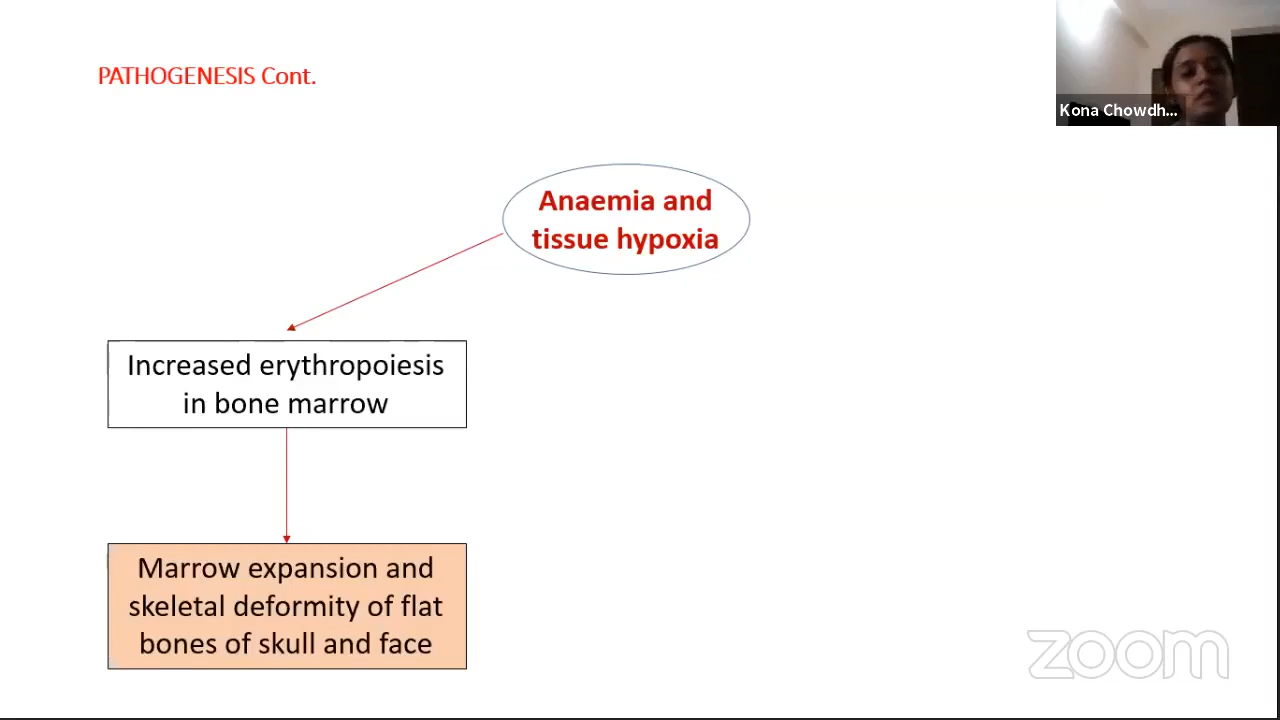 PATHOGENESIS Cont.
Kona Chowdh...
Anaemia and
tissue hypoxia
Increased erythropoiesis
in bone marrow
Marrow expansion and
skeletal deformity of flat
bones of skull and face
zoom